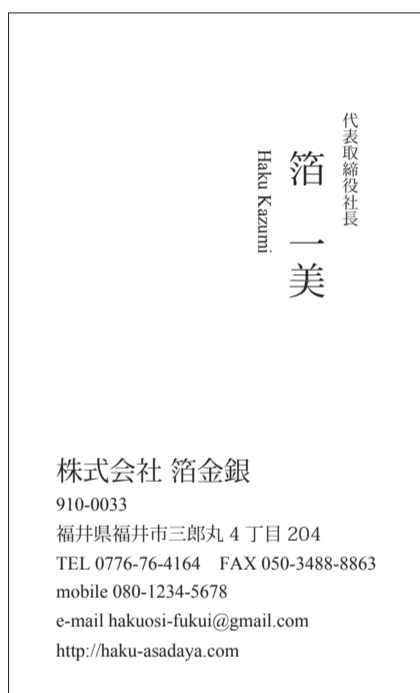 代表取締役社長
箔 一美
Haku Kazumi
株式会社 箔金銀
910-0033
福井県福井市三郎丸 4 丁目 204
TEL 0776-76-4164　FAX 050-3488-8863
mobile 080-1234-5678
e-mail hakuosi-fukui@gmail.com
http://haku-asadaya.com